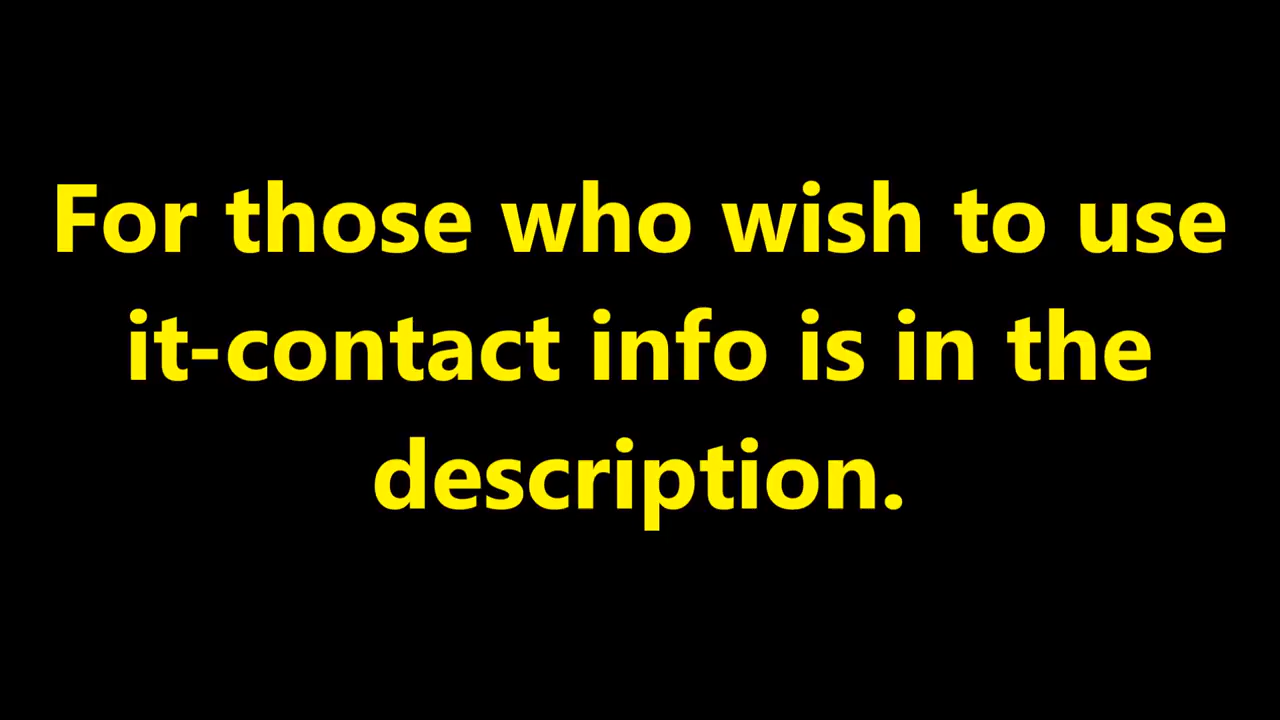 For those who wish to use
it-contact info is in the
description.